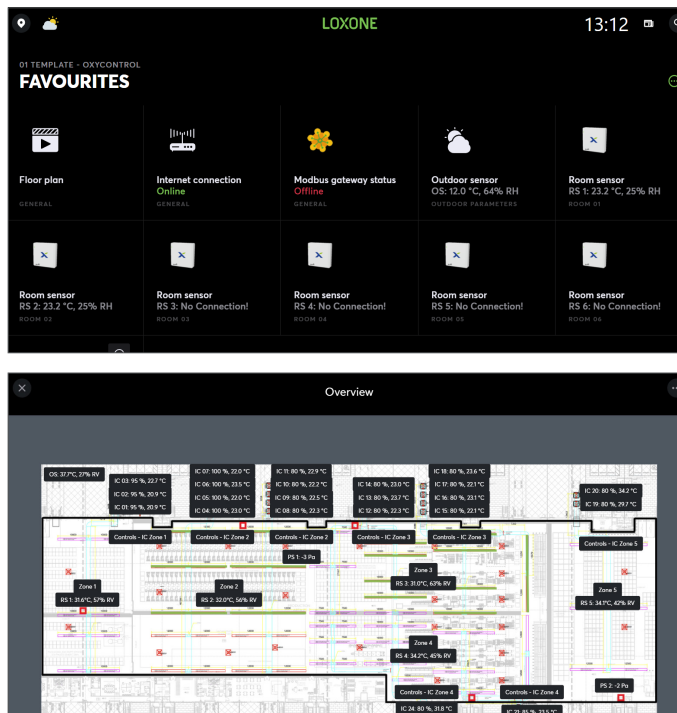 LOXONE
13:12
01 TEMPLATE - OXYCONTROL
FAVOURITES
Floor plan
GENERAL
Internet connection
Online
GENERAL
Modbus gateway status
Offline
GENERAL
Outdoor sensor
OS: 12.0 °C, 64% RH
OUTDOOR PARAMETERS
Room sensor
RS 1: 23.2 °C, 25% RH
ROOM 01
Room sensor
RS 2: 23.2 °C, 25% RH
ROOM 02
Room sensor
RS 3: No Connection!
ROOM 03
Room sensor
RS 4: No Connection!
ROOM 04
Room sensor
RS 5: No Connection!
ROOM 05
Room sensor
RS 6: No Connection!
ROOM 06
Overview
OS: 37.7°C, 27% RV
IC 03: 95 %, 22.7 °C
IC 02: 95 %, 20.9 °C
IC 01: 95 %, 20.9 °C
IC 07: 100 %, 22.0 °C
IC 06: 100 %, 23.5 °C
IC 05: 100 %, 22.0 °C
IC 04: 100 %, 23.0 °C
IC 11: 80 %, 22.9 °C
IC 10: 80 %, 22.2 °C
IC 09: 80 %, 22.5 °C
IC 08: 80 %, 22.3 °C
IC 14: 80 %, 23.0 °C
IC 13: 80 %, 23.7 °C
IC 12: 80 %, 22.3 °C
IC 18: 80 %, 23.6 °C
IC 17: 80 %, 22.1 °C
IC 16: 80 %, 23.1 °C
IC 15: 80 %, 22.1 °C
IC 20: 80 %, 34.2 °C
IC 19: 80 %, 29.7 °C
Controls - IC Zone 1
Controls - IC Zone 2
Controls - IC Zone 2
Controls - IC Zone 3
Controls - IC Zone 3
Controls - IC Zone 5
PS 1: -3 Pa
Zone 1
RS 1: 31.6°C, 57% RV
Zone 2
RS 2: 32.0°C, 56% RV
Zone 3
RS 3: 31.0°C, 63% RV
Zone 4
RS 4: 34.2°C, 45% RV
Zone 5
RS 5: 34.1°C, 42% RV
PS 2: -2 Pa
Controls - IC Zone 4
Controls - IC Zone 4
IC 24: 80 %, 31.8 °C
IC 21: 85 %, 33.5 °C